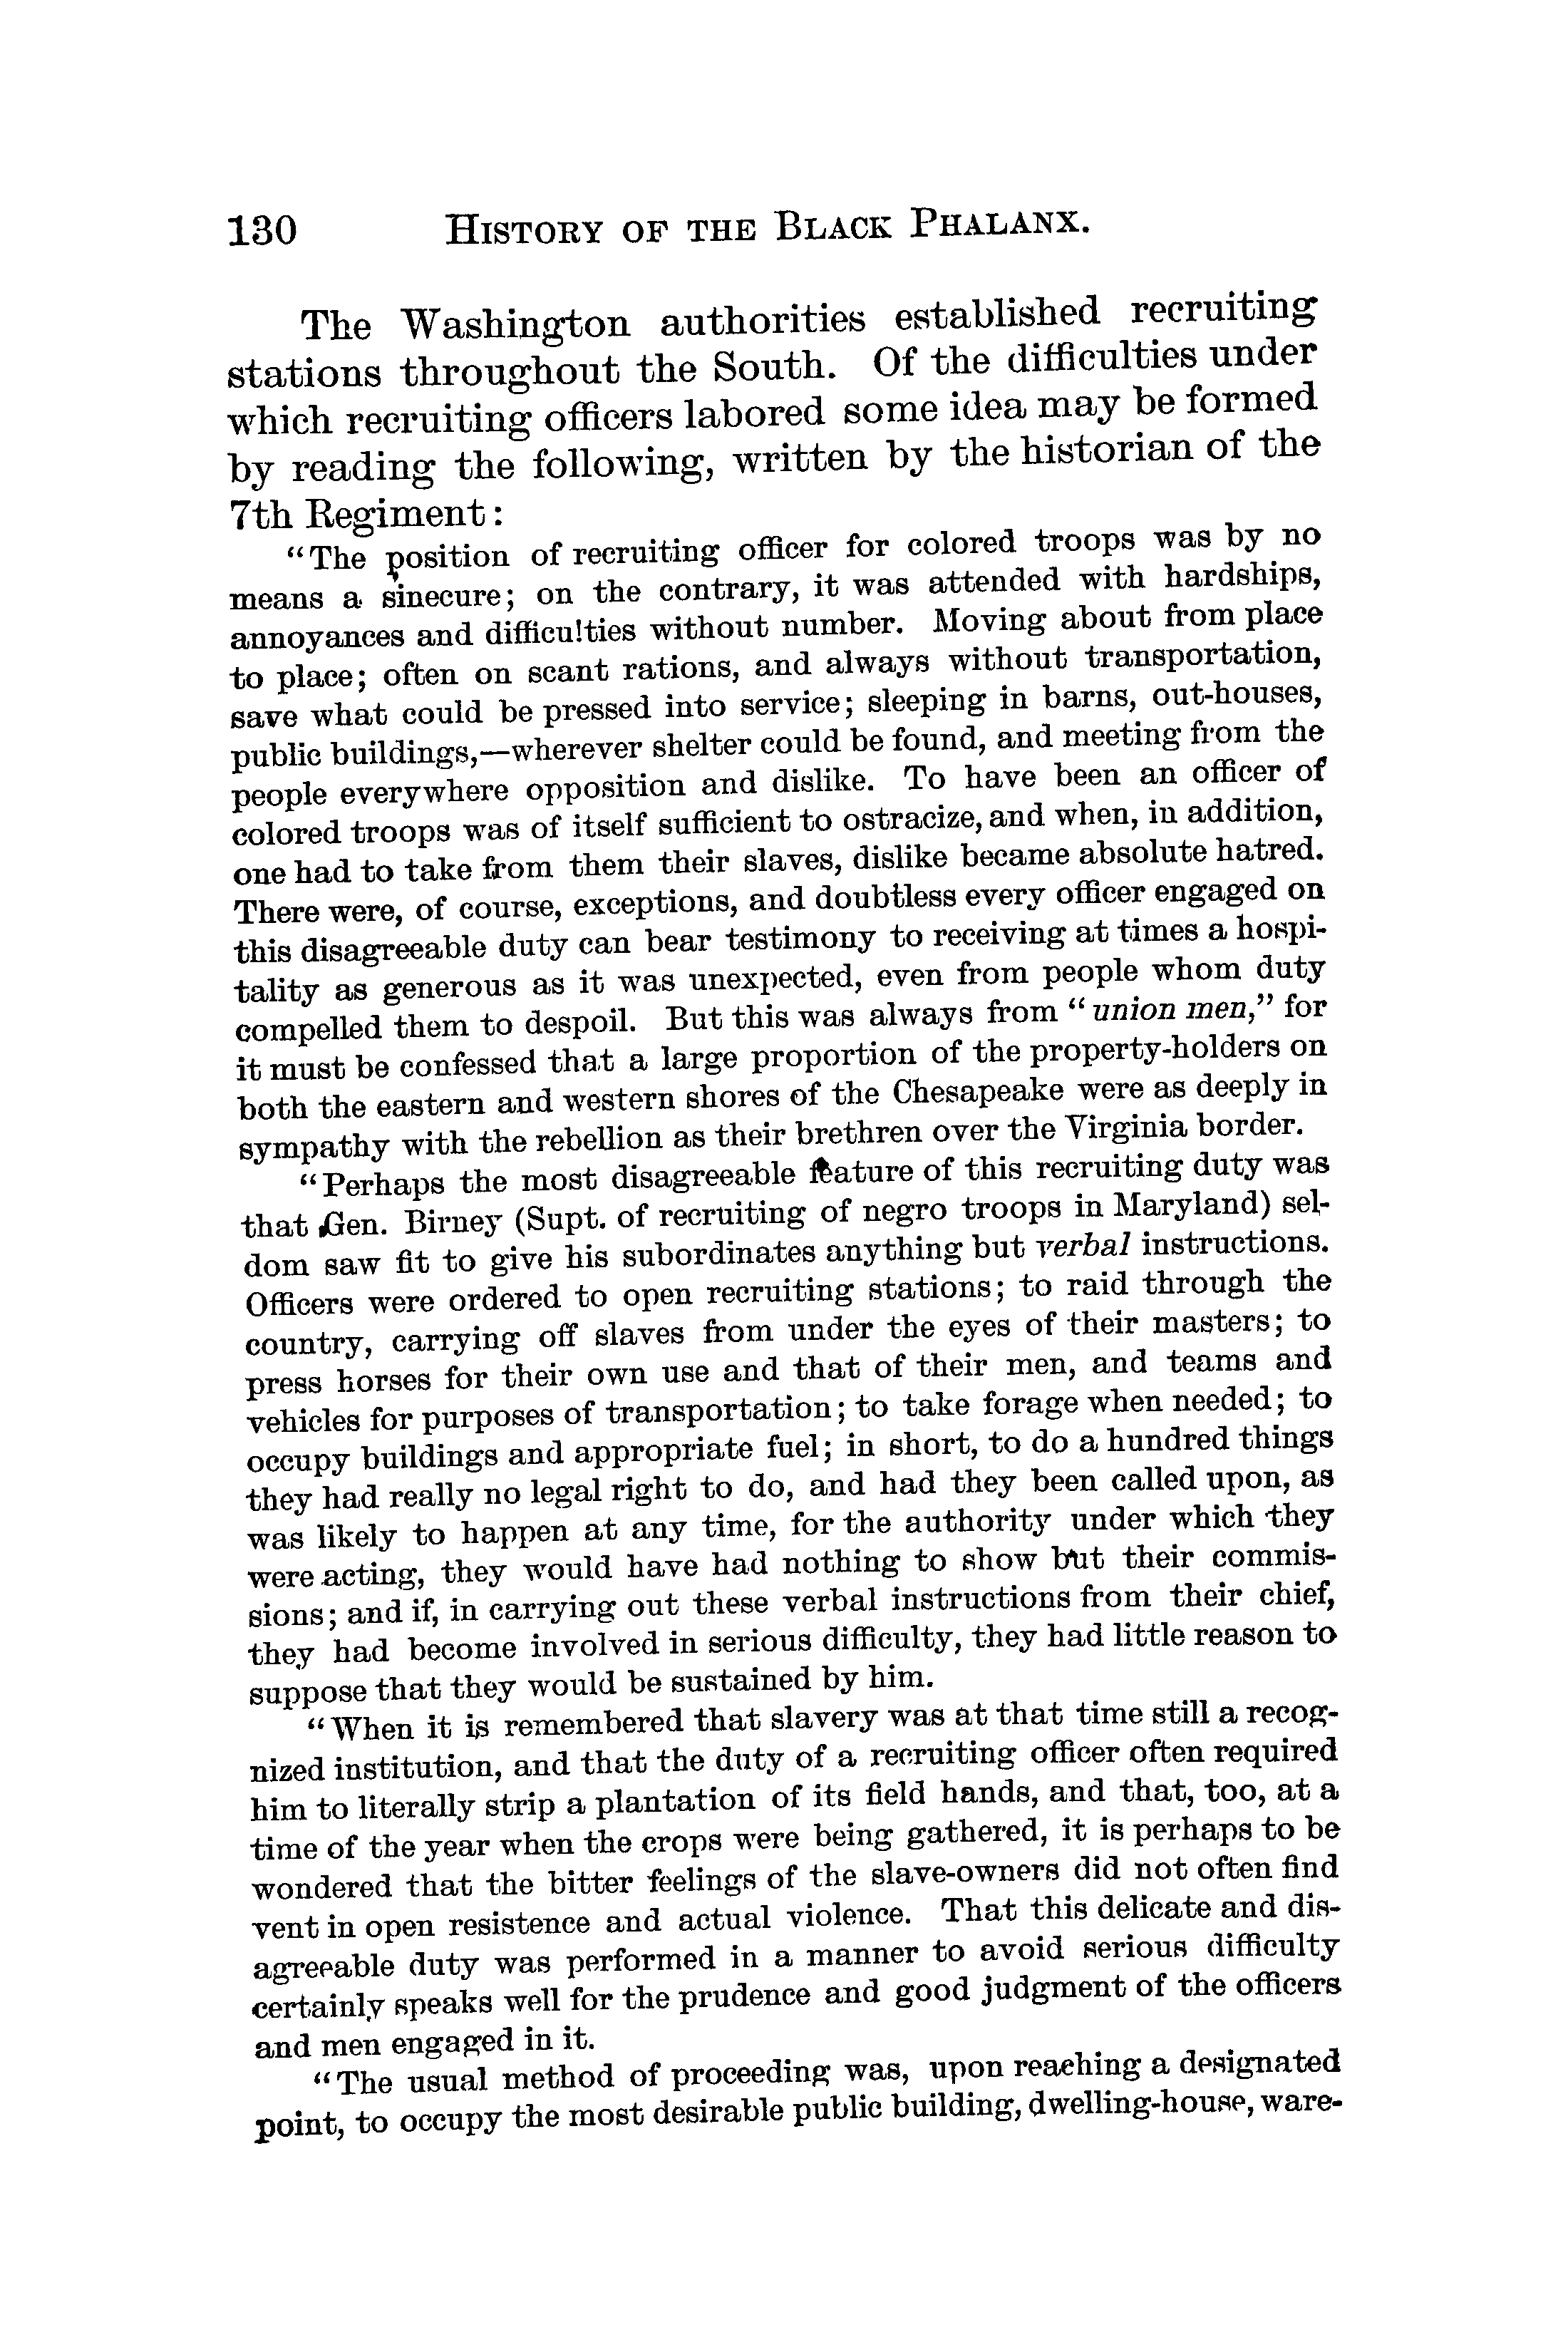 130 HISTORY OF THE BLACK PHALANX.
The Washington authorities established recruiting
stations throughout the South. Of the difficulties under
which recruiting officers labored some idea may be formed
by reading the following, written by the historian of the
7th Regiment:
“The position of recruiting officer for colored troops was by no
means a sinecure; on the contrary, it was attended with hardships,
annoyances and difficulties without number. Moving about from place
to place; often on scant rations, and always without transportation,
save what could be pressed into service; sleeping in barns, out-houses,
public buildings,—wherever shelter could be found, and meeting from the
people everywhere opposition and dislike. To have been an officer of
colored troops was of itself sufficient to ostracize, and when, in addition,
one had to take from them their slaves, dislike became absolute hatred.
There were, of course, exceptions, and doubtless every officer engaged on
this disagreeable duty can bear testimony to receiving at times a hospi-
tality as generous as it was unexpected, even from people whom duty
compelled them to despoil. But this was always from “union men,” for
it must be confessed that a large proportion of the property-holders on
both the eastern and western shores of the Chesapeake were as deeply in
sympathy with the rebellion as their brethren over the Virginia border.
“Perhaps the most disagreeable feature of this recruiting duty was
that Gen. Birney (Supt. of recruiting of negro troops in Maryland) sel-
dom saw fit to give his subordinates anything but verbal instructions.
Officers were ordered to open recruiting stations; to raid through the
country, carrying off slaves from under the eyes of their masters; to
press horses for their own use and that of their men, and teams and
vehicles for purposes of transportation; to take forage when needed; to
occupy buildings and appropriate fuel; in short, to do a hundred things
they had really no legal right to do, and had they been called upon, as
was likely to happen at any time, for the authority under which they
were acting, they would have had nothing to show but their commis-
sions; and if, in carrying out these verbal instructions from their chief,
they had become involved in serious difficulty, they had little reason to
suppose that they would be sustained by him.
“When it is remembered that slavery was at that time still a recog-
nized institution, and that the duty of a recruiting officer often required
him to literally strip a plantation of its field hands, and that, too, at a
time of the year when the crops were being gathered, it is perhaps to be
wondered that the bitter feelings of the slave-owners did not often find
vent in open resistence and actual violence. That this delicate and dis-
agreeable duty was performed in a manner to avoid serious difficulty
certainly speaks well for the prudence and good judgment of the officers
and men engaged in it.
“The usual method of proceeding was, upon reaching a designated
point, to occupy the most desirable public building, dwelling-house, ware-